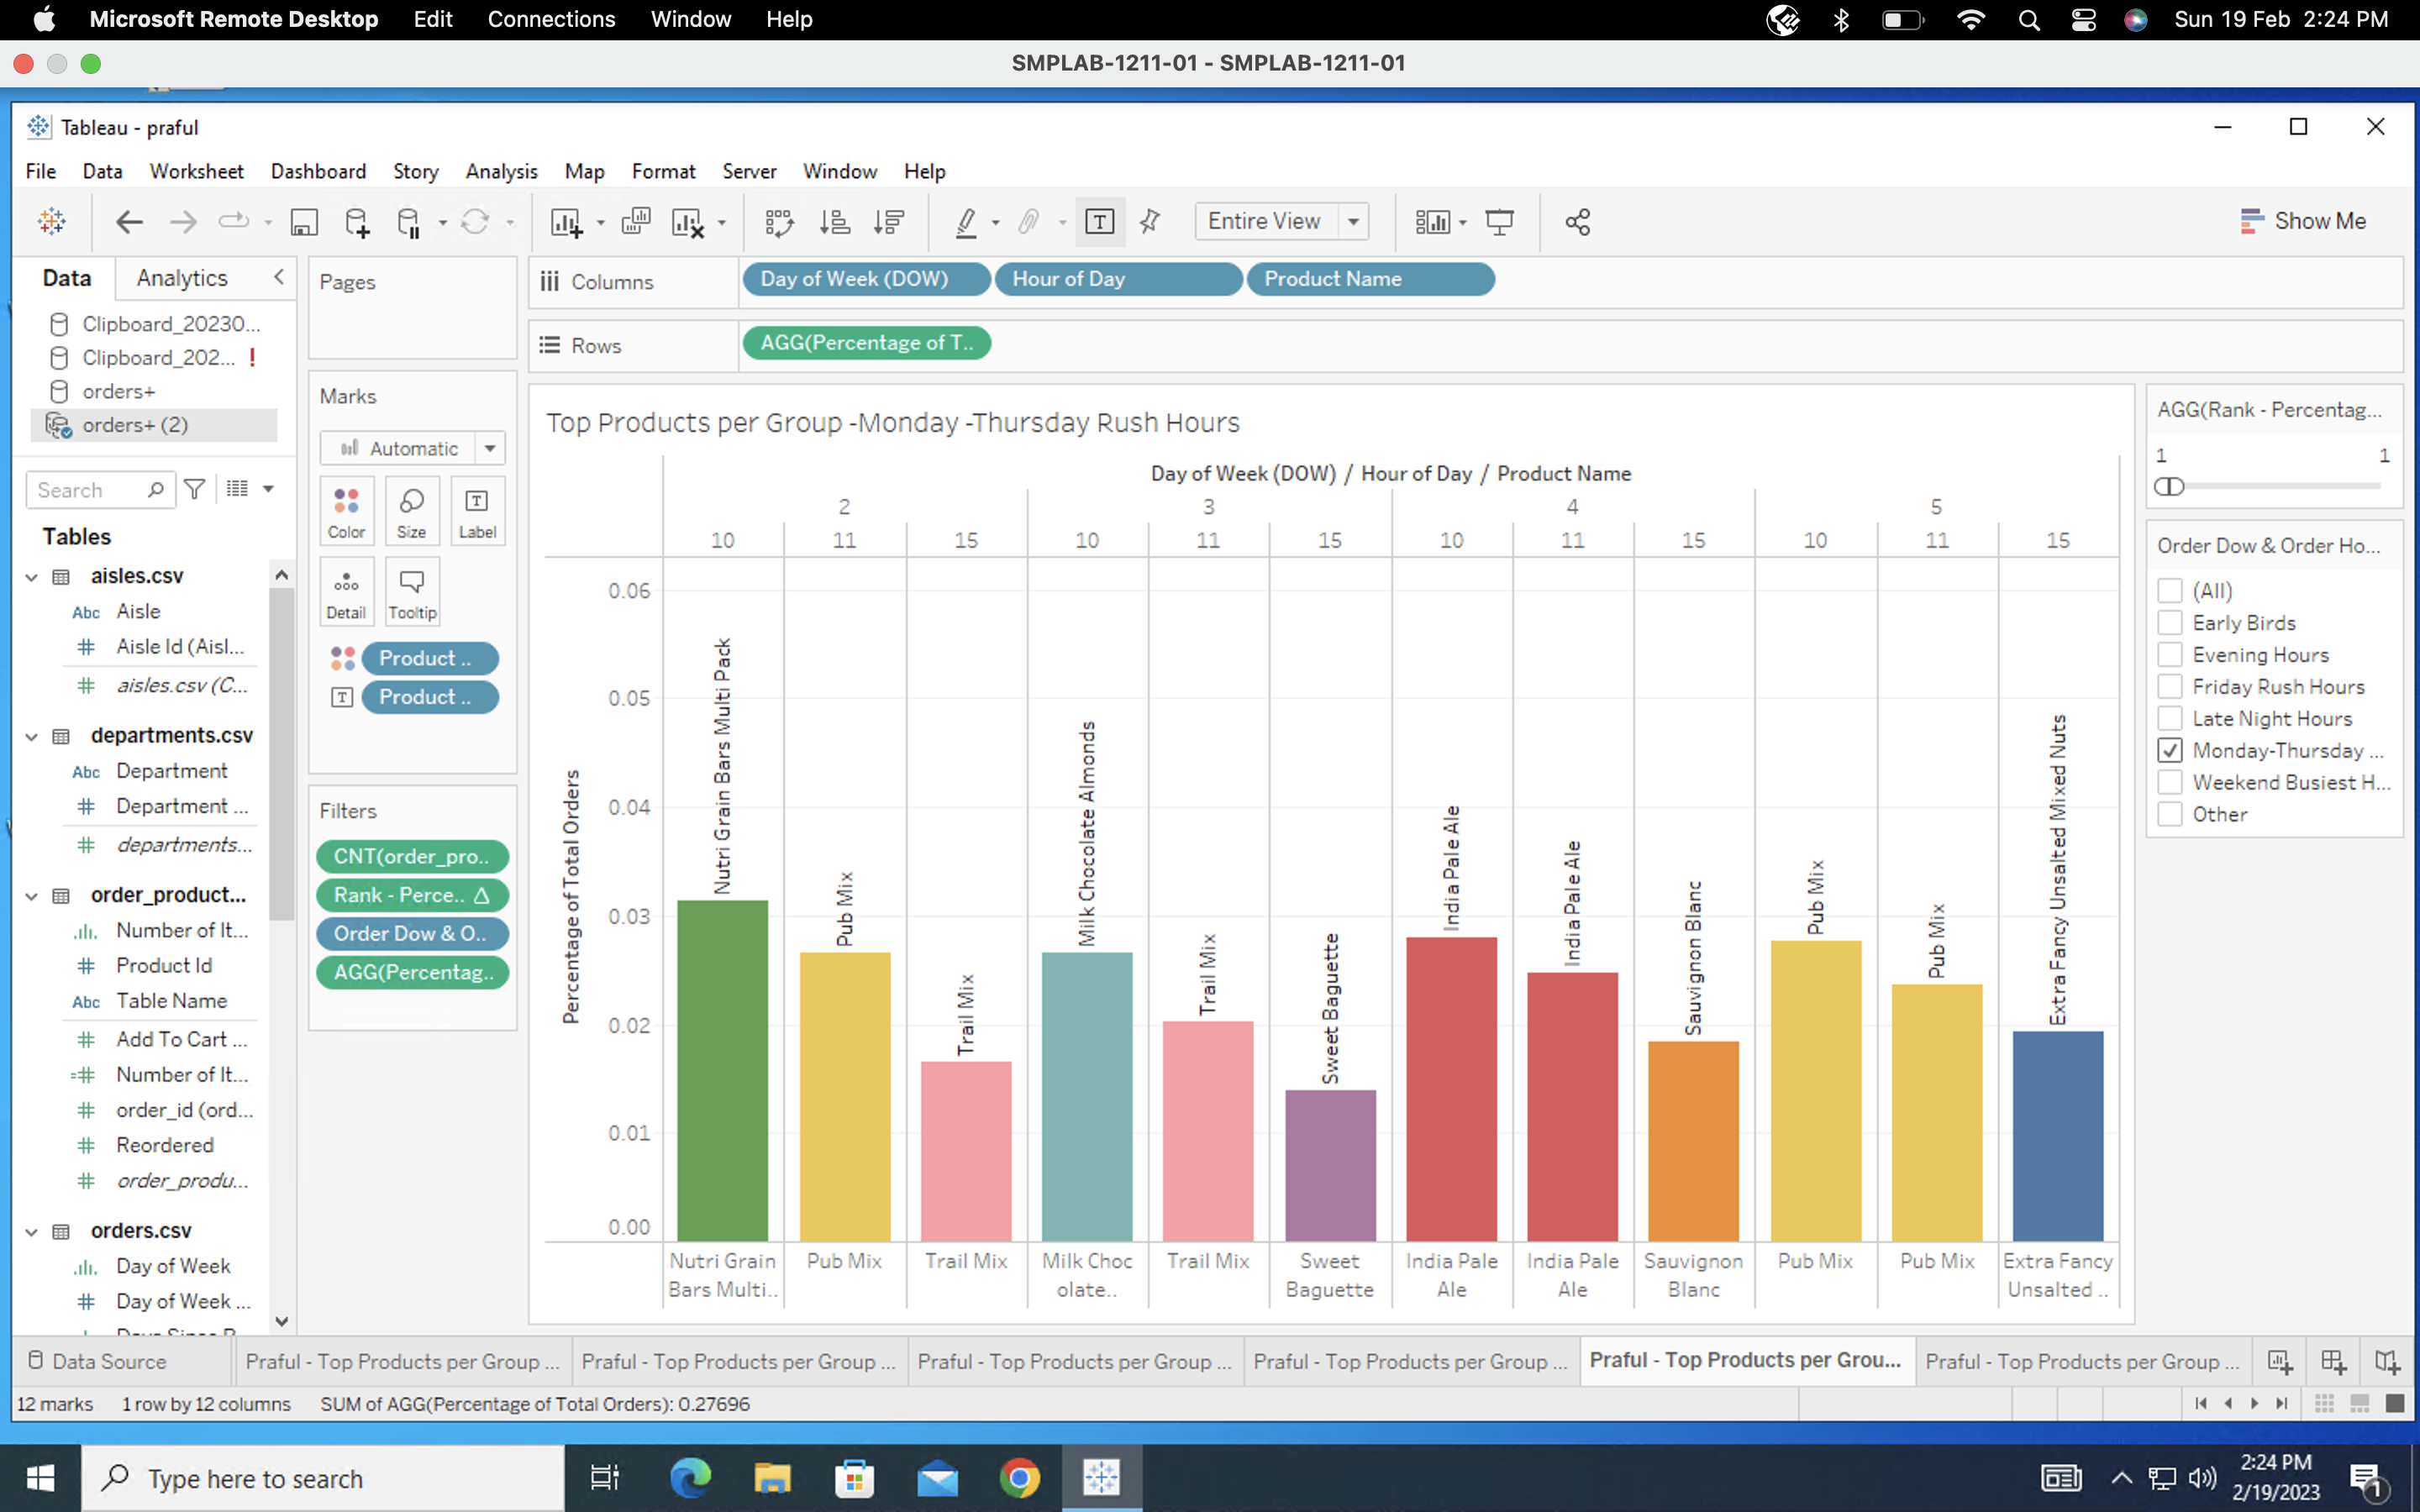 Microsoft Remote Desktop Edit Connections Window Help Sun 19 Feb 2:24 PM
SMPLAB-1211-01 - SMPLAB-1211-01
Tableau - praful
File Data Worksheet Dashboard Story Analysis Map Format Server Window Help
Entire View Show Me
Data Analytics
Clipboard_20230...
Clipboard_202... !
orders+
orders+ (2)
Search
Tables
aisles.csv
Abc Aisle
# Aisle Id (Aisl...
# aisles.csv (C...
departments.csv
Abc Department
# Department ...
# departments...
order_product...
Number of It...
# Product Id
Abc Table Name
# Add To Cart ...
=# Number of It...
# order_id (ord...
# Reordered
# order_produ...
orders.csv
Day of Week
# Day of Week ...
Pages
Marks
Automatic
Color Size Label
Detail Tooltip
Product ..
Product ..
Filters
CNT(order_pro..
Rank - Perce.. Δ
Order Dow & O..
AGG(Percentag..
Columns Day of Week (DOW) Hour of Day Product Name
Rows AGG(Percentage of T..
Top Products per Group -Monday -Thursday Rush Hours
Day of Week (DOW) / Hour of Day / Product Name
2 3 4 5
10 11 15 10 11 15 10 11 15 10 11 15
Percentage of Total Orders
0.06
0.05
0.04
0.03
0.02
0.01
0.00
Nutri Grain Bars Multi Pack
Pub Mix
Trail Mix
Milk Chocolate Almonds
Trail Mix
Sweet Baguette
India Pale Ale
India Pale Ale
Sauvignon Blanc
Pub Mix
Pub Mix
Extra Fancy Unsalted Mixed Nuts
Nutri Grain Pub Mix Trail Mix Milk Choc Trail Mix Sweet India Pale India Pale Sauvignon Pub Mix Pub Mix Extra Fancy
Bars Multi.. olate.. Baguette Ale Ale Blanc Unsalted ..
AGG(Rank - Percentag...
1 1
Order Dow & Order Ho...
(All)
Early Birds
Evening Hours
Friday Rush Hours
Late Night Hours
Monday-Thursday ...
Weekend Busiest H...
Other
Data Source Praful - Top Products per Group ... Praful - Top Products per Group ... Praful - Top Products per Group ... Praful - Top Products per Group ... Praful - Top Products per Grou... Praful - Top Products per Group ...
12 marks 1 row by 12 columns SUM of AGG(Percentage of Total Orders): 0.27696
Type here to search
2:24 PM
2/19/2023
1